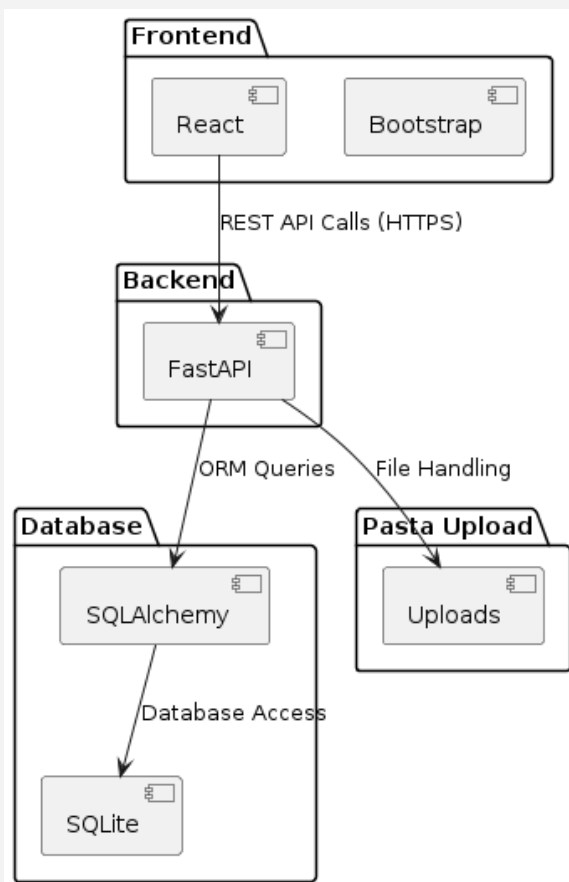 Frontend
React
Bootstrap
REST API Calls (HTTPS)
Backend
FastAPI
ORM Queries
File Handling
Database
Pasta Upload
SQLAlchemy
Uploads
Database Access
SQLite